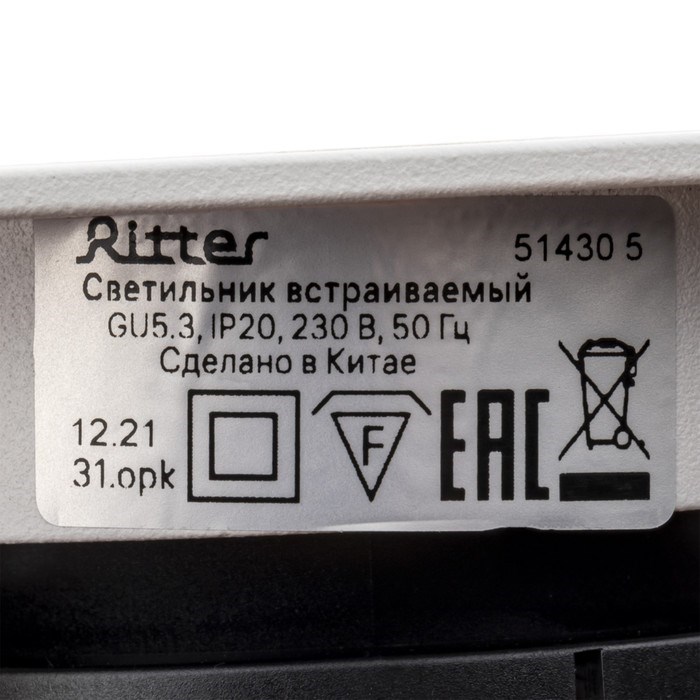 Ritter 51430 5
Светильник встраиваемый
GU5.3, IP20, 230 В, 50 Гц
Сделано в Китае
12.21
31.opk
F
EAC